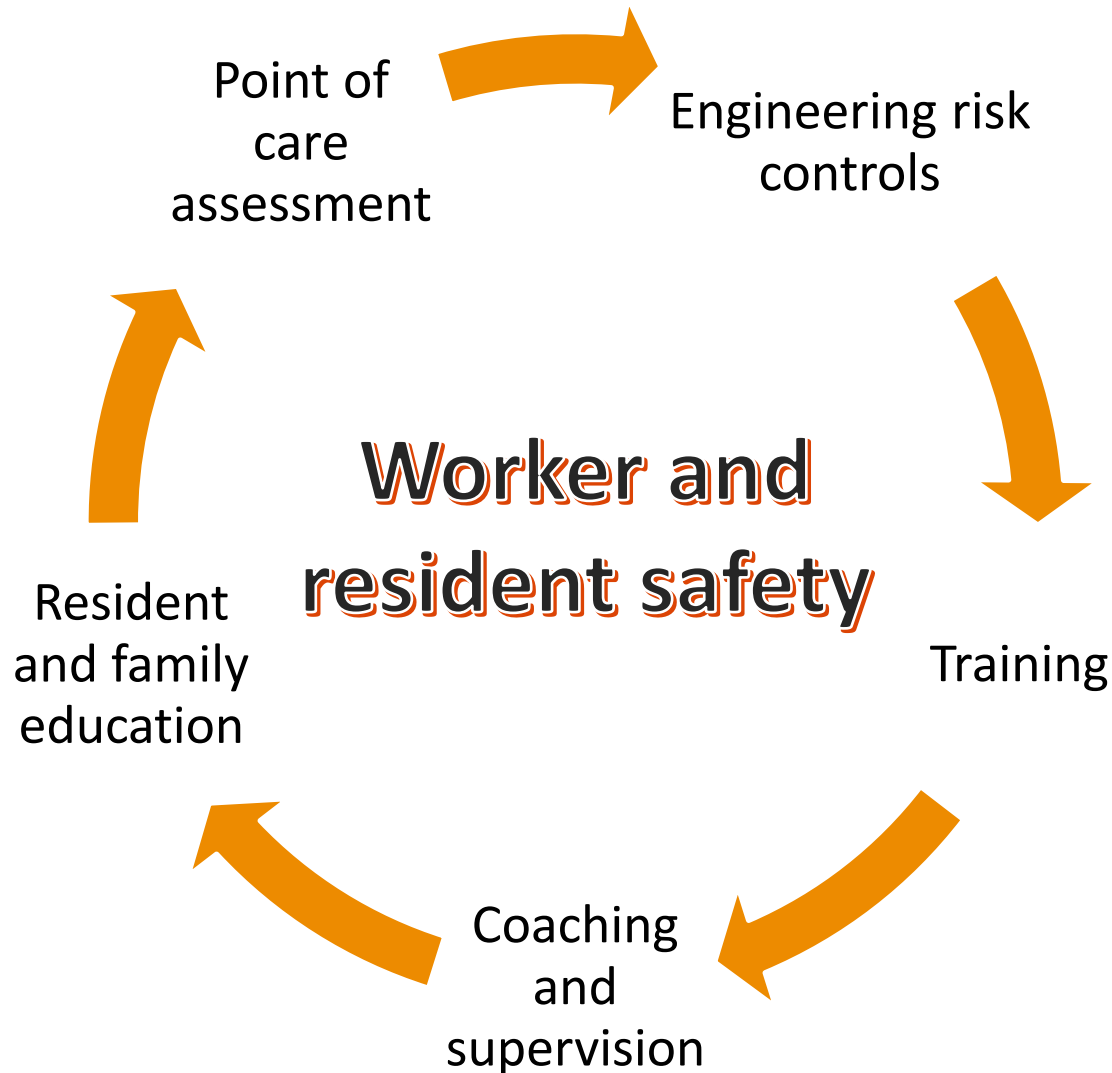 Point of
care
assessment
Engineering risk
controls
Worker and
resident safety
Resident
and family
education
Training
Coaching
and
supervision